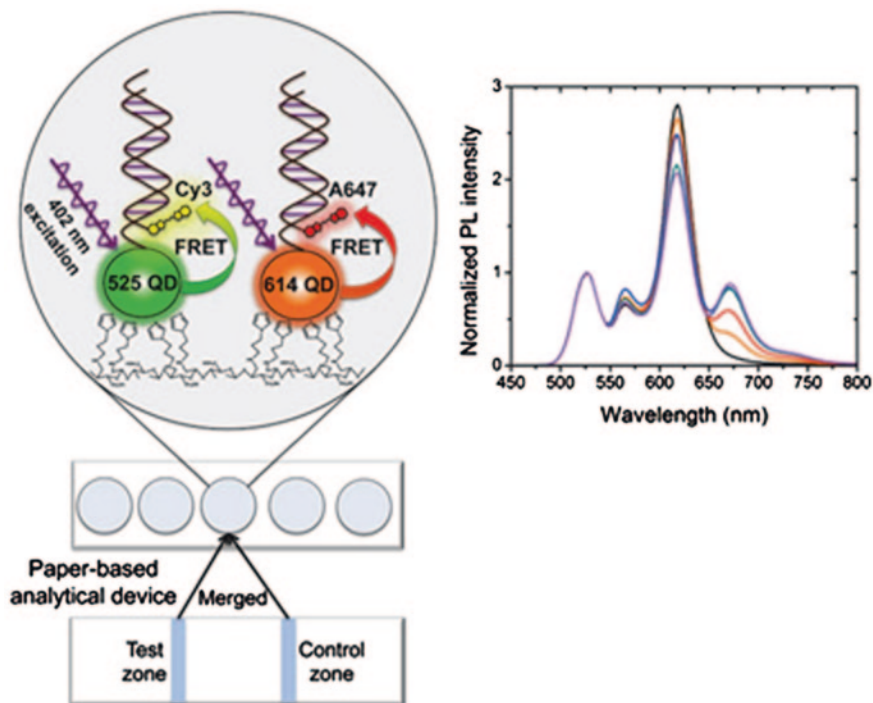 Cy3
A647
402 nm
excitation
FRET
FRET
525 QD
614 QD
Paper-based
analytical device
Merged
Test
zone
Control
zone
Normalized PL intensity
3
2
1
0
450 500 550 600 650 700 750 800
Wavelength (nm)